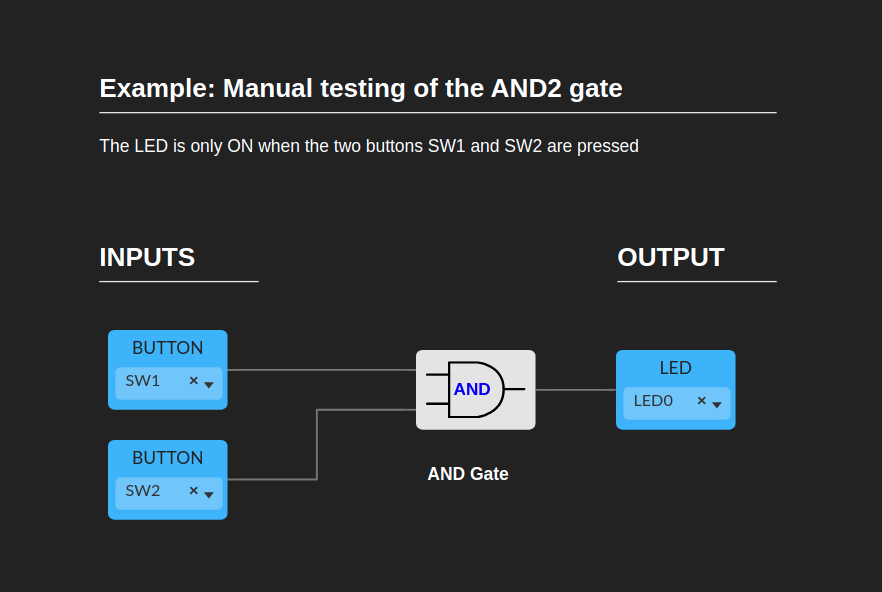 Example: Manual testing of the AND2 gate
The LED is only ON when the two buttons SW1 and SW2 are pressed
INPUTS
OUTPUT
BUTTON
SW1 ×
BUTTON
SW2 ×
AND
AND Gate
LED
LED0 ×